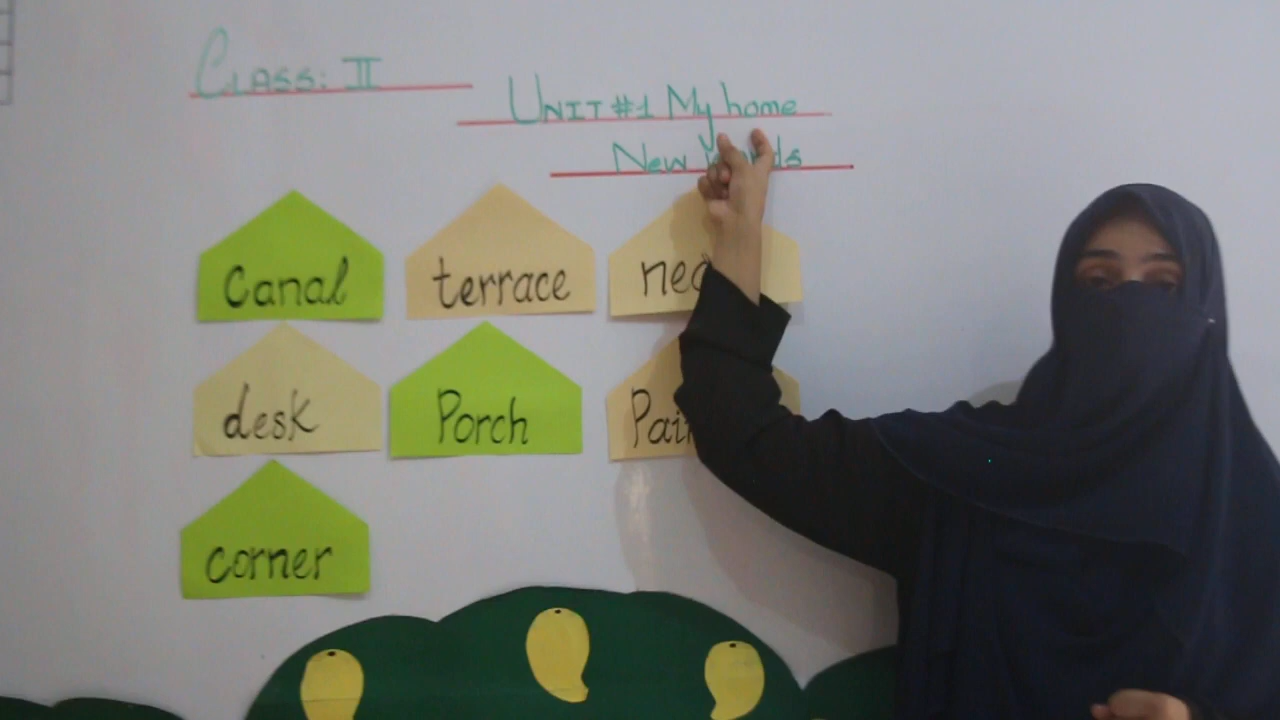 CLASS: II
UNIT #1 My home
New
Canal
terrace
desk
Porch
corner